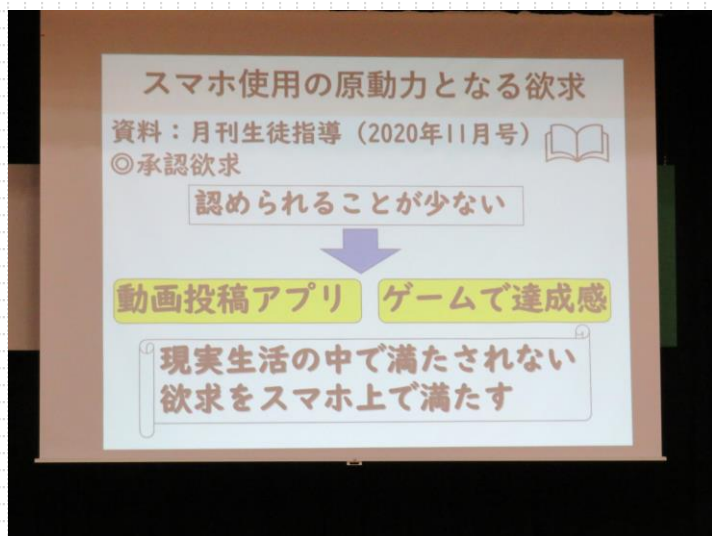 スマホ使用の原動力となる欲求
資料：月刊生徒指導（2020年11月号）
◎承認欲求
認められることが少ない
動画投稿アプリ ゲームで達成感
現実生活の中で満たされない
欲求をスマホ上で満たす